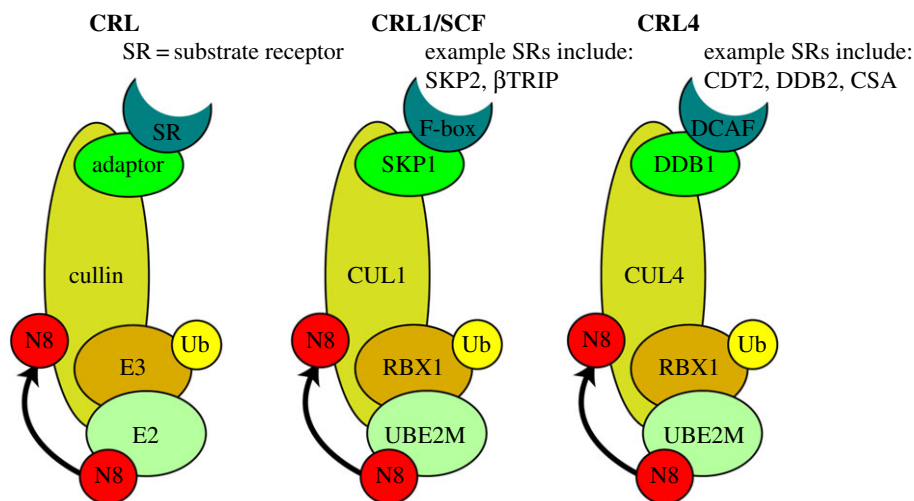 CRL
SR = substrate receptor
SR
adaptor
cullin
N8
E3
Ub
E2
N8
CRL1/SCF
example SRs include:
SKP2, βTRIP
F-box
SKP1
CUL1
N8
RBX1
Ub
UBE2M
N8
CRL4
example SRs include:
CDT2, DDB2, CSA
DCAF
DDB1
CUL4
N8
RBX1
Ub
UBE2M
N8